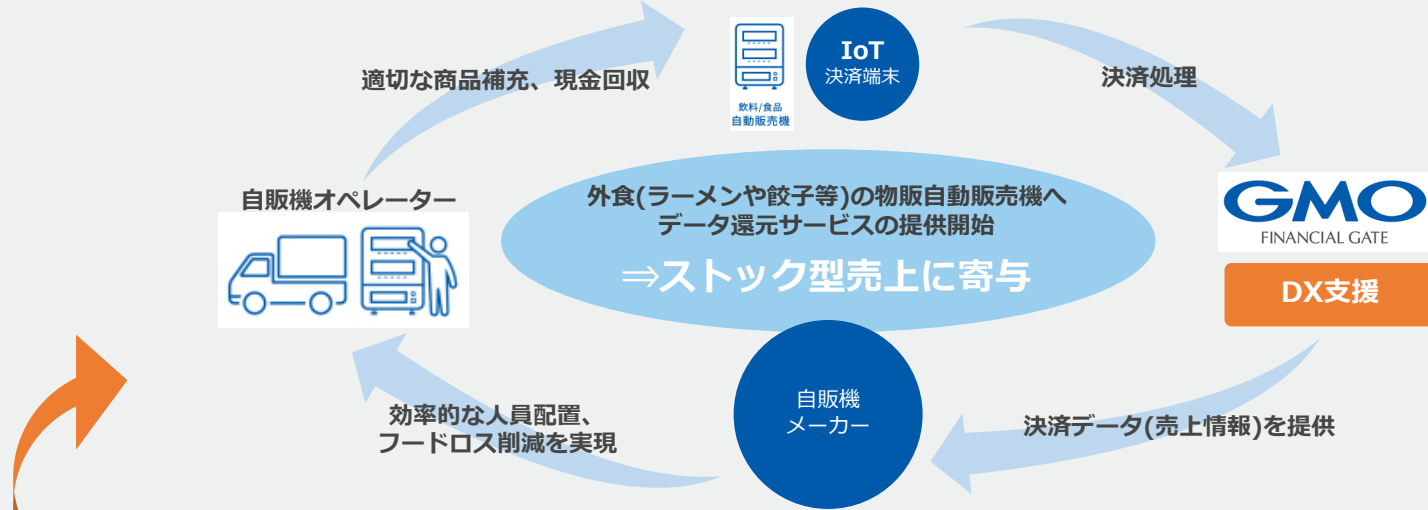 IoT
決済端末
飲料/食品
自動販売機
適切な商品補充、現金回収
決済処理
自販機オペレーター
外食(ラーメンや餃子等)の物販自動販売機へ
データ還元サービスの提供開始
⇒ストック型売上に寄与
GMO
FINANCIAL GATE
DX支援
自販機
メーカー
効率的な人員配置、
フードロス削減を実現
決済データ(売上情報)を提供